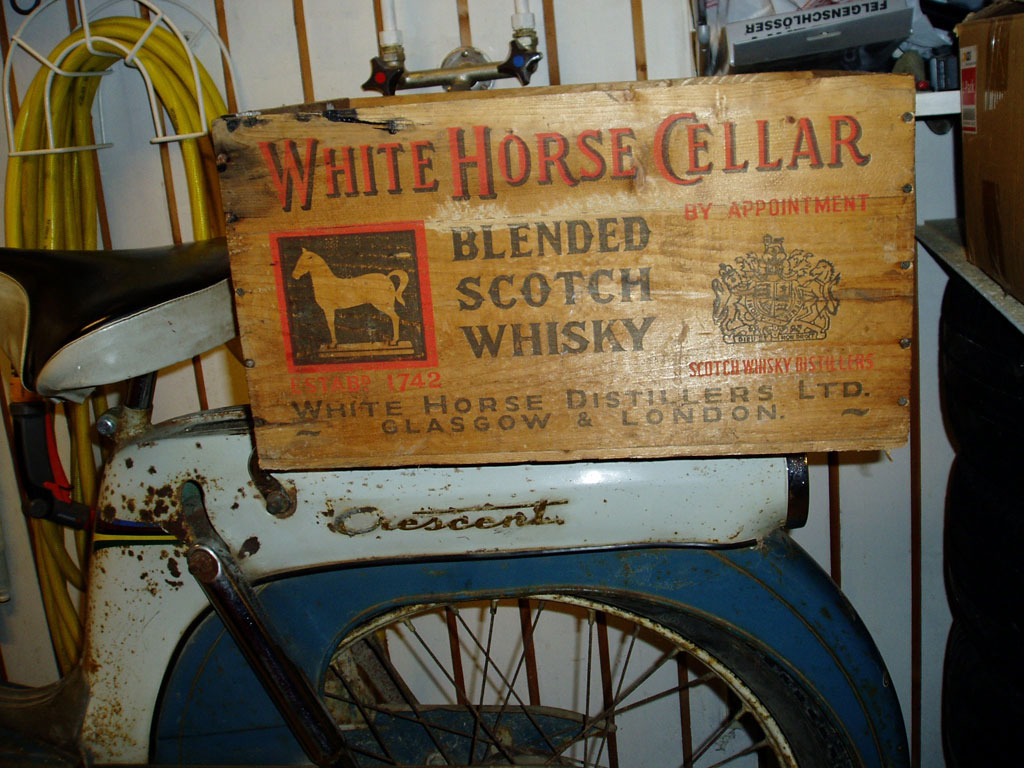 FELGENSCHLÖSSER
WHITE HORSE CELLAR
BY APPOINTMENT
BLENDED
SCOTCH
WHISKY
ESTABD 1742
SCOTCH WHISKY DISTILLERS
WHITE HORSE DISTILLERS LTD.
~ GLASGOW & LONDON. ~
Crescent